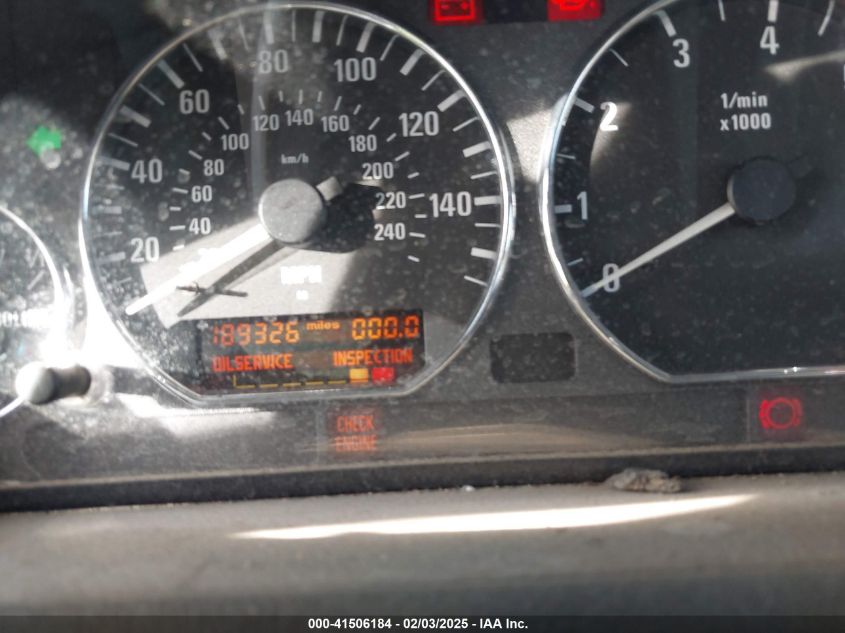 20 40 60 80 100 120 140
km/h
40 60 80 100 120 140 160 180 200 220 240
MPH
189326 miles 000.0
OILSERVICE INSPECTION
0 1 2 3 4
1/min
x1000
CHECK
ENGINE
000-41506184 - 02/03/2025 - IAA Inc.